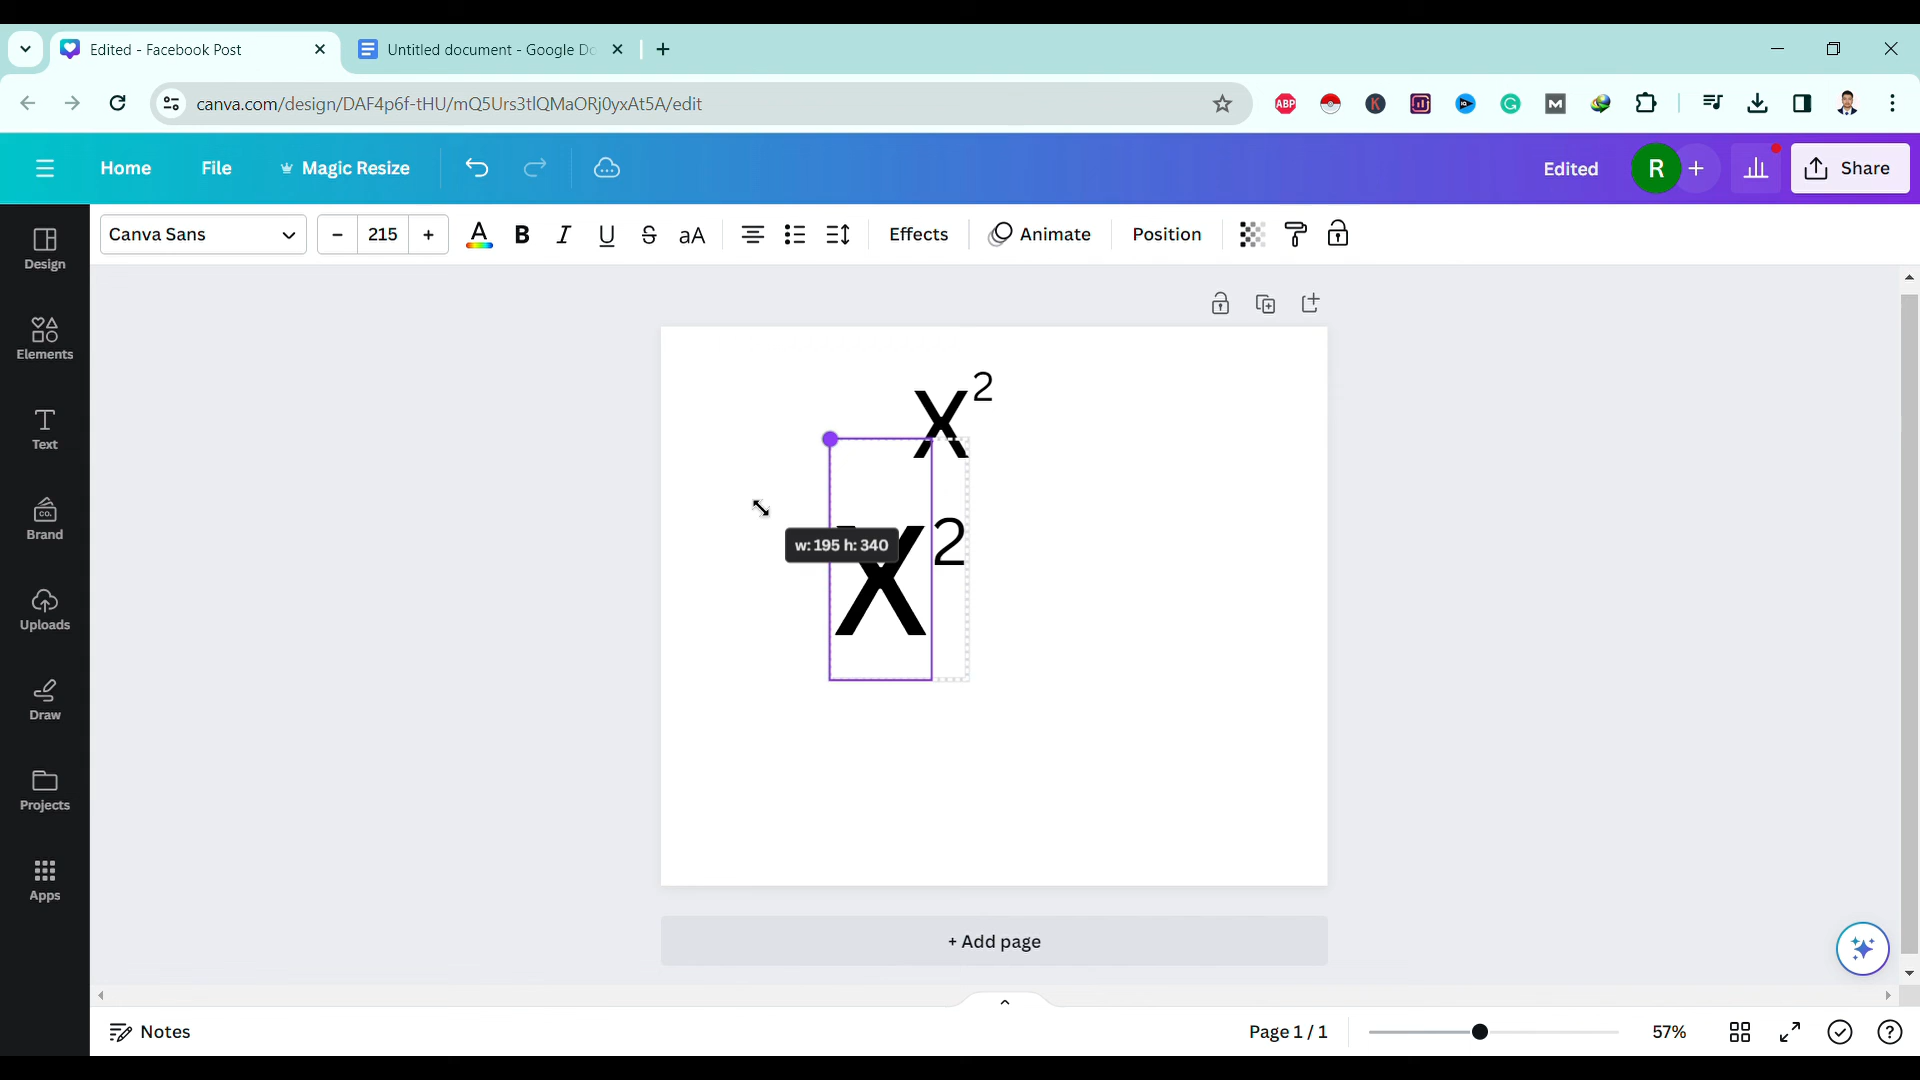 Edited - Facebook Post
Untitled document - Google Do
canva.com/design/DAF4p6f-tHU/mQ5Urs3tlQMaORj0yxAt5A/edit
ABP
K
G
M
Home
File
Magic Resize
Edited
R
+
Share
Canva Sans
- 215 +
A B I U S aA
Effects
Animate
Position
Design
Elements
Text
Brand
Uploads
Draw
Projects
Apps
x²
x²
w: 195 h: 340
+ Add page
Notes
Page 1 / 1
57%